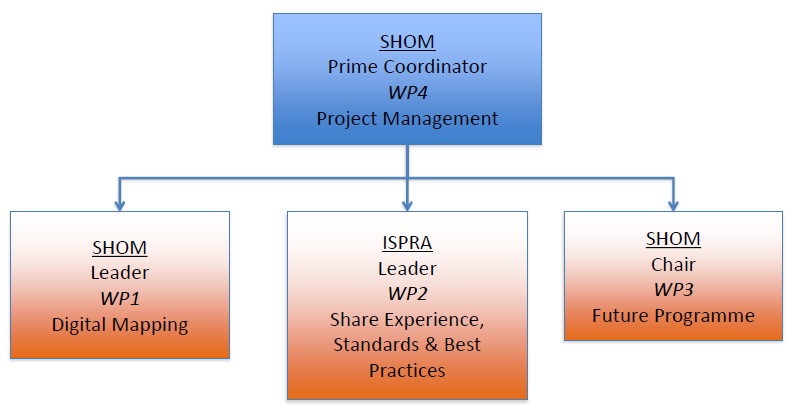 SHOM
Prime Coordinator
WP4
Project Management
SHOM
Leader
WP1
Digital Mapping
ISPRA
Leader
WP2
Share Experience,
Standards & Best
Practices
SHOM
Chair
WP3
Future Programme